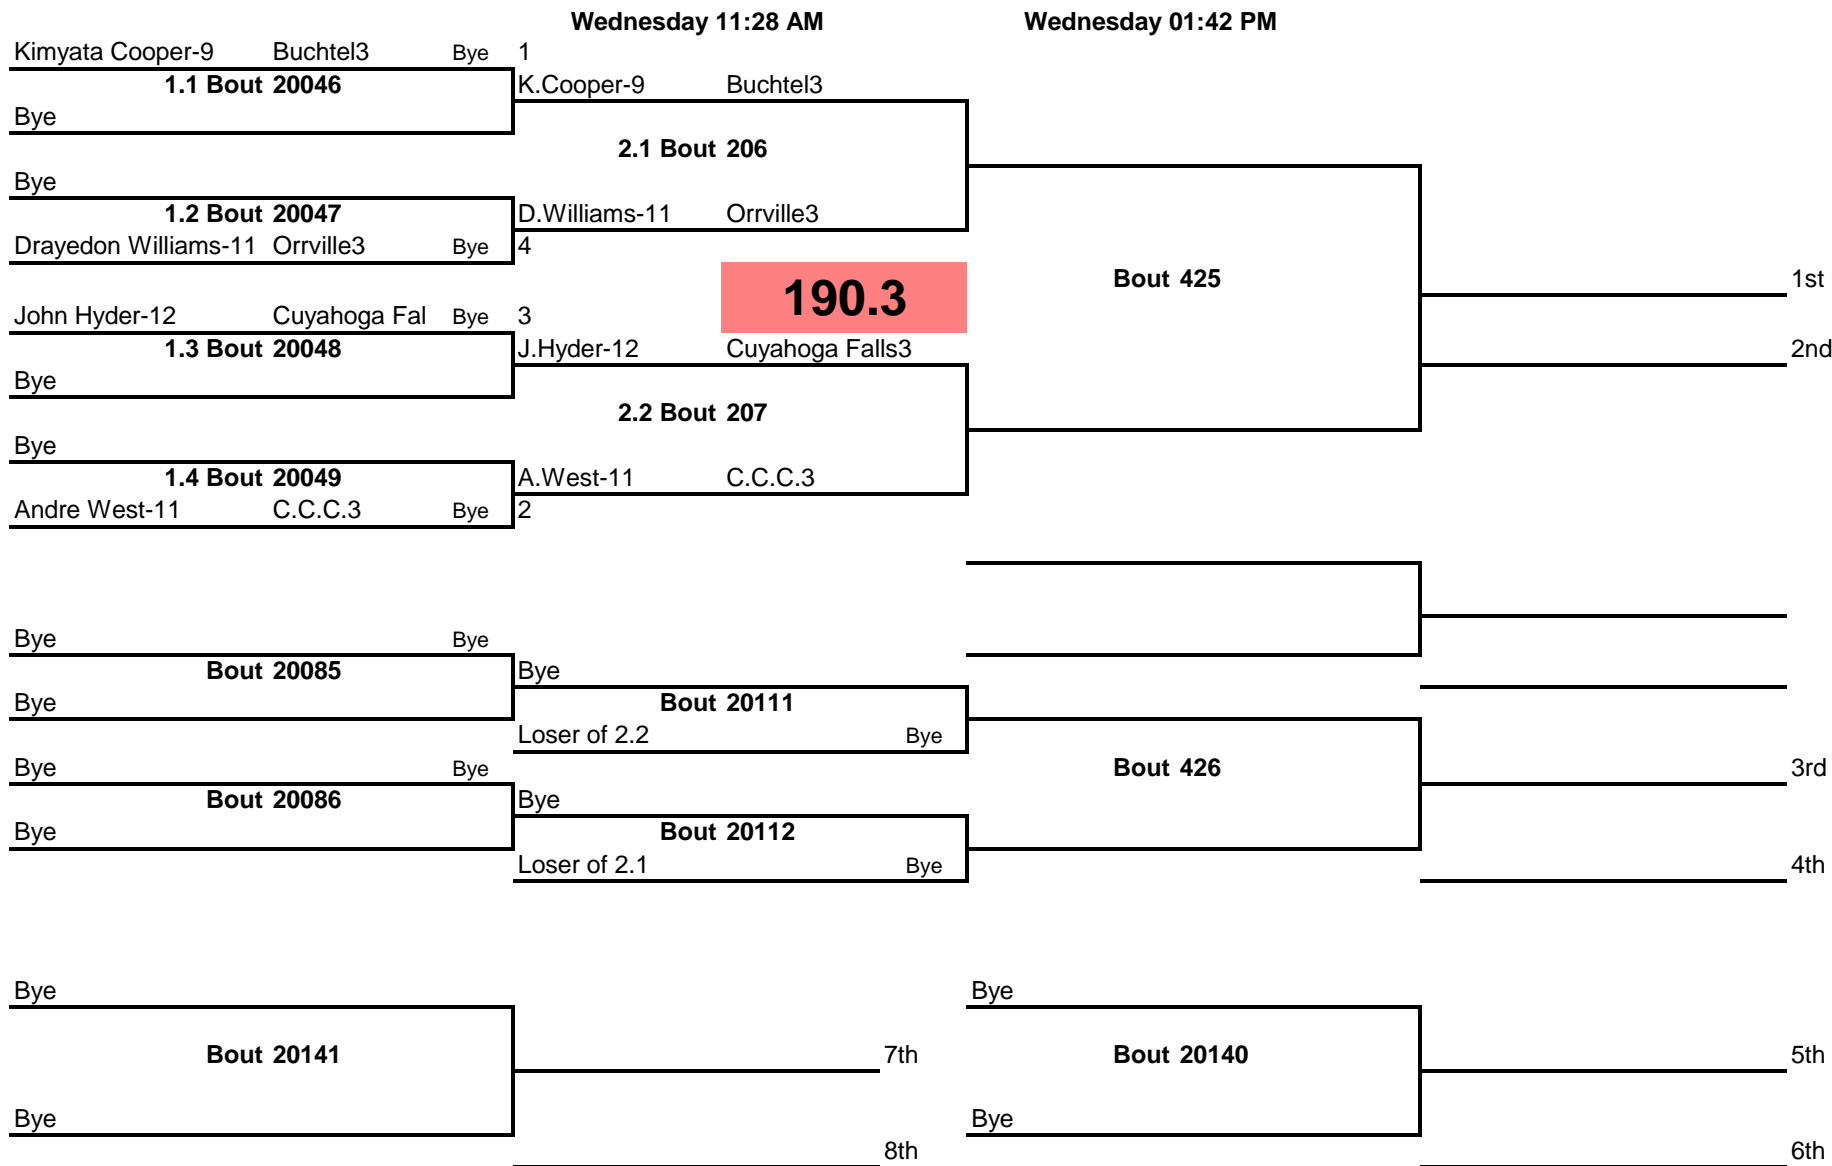 Wednesday 11:28 AM Wednesday 01:42 PM
Kimyata Cooper-9 Buchtel3 Bye 1
1.1 Bout 20046 K.Cooper-9 Buchtel3
Bye
2.1 Bout 206
Bye
1.2 Bout 20047 D.Williams-11 Orrville3
Drayedon Williams-11 Orrville3 Bye 4
190.3 Bout 425 1st
John Hyder-12 Cuyahoga Fal Bye 3
1.3 Bout 20048 J.Hyder-12 Cuyahoga Falls3 2nd
Bye
2.2 Bout 207
Bye
1.4 Bout 20049 A.West-11 C.C.C.3
Andre West-11 C.C.C.3 Bye 2
Bye Bye
Bout 20085 Bye
Bye Bout 20111
Loser of 2.2 Bye
Bye Bye Bout 426 3rd
Bout 20086 Bye
Bye Bout 20112
Loser of 2.1 Bye 4th
Bye Bye
Bout 20141 7th Bout 20140 5th
Bye Bye
8th 6th